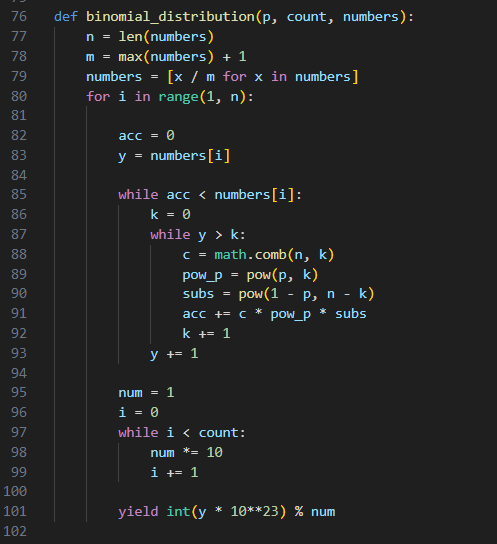 76 def binomial_distribution(p, count, numbers):
77     n = len(numbers)
78     m = max(numbers) + 1
79     numbers = [x / m for x in numbers]
80     for i in range(1, n):
81
82         acc = 0
83         y = numbers[i]
84
85         while acc < numbers[i]:
86             k = 0
87             while y > k:
88                 c = math.comb(n, k)
89                 pow_p = pow(p, k)
90                 subs = pow(1 - p, n - k)
91                 acc += c * pow_p * subs
92                 k += 1
93             y += 1
94
95         num = 1
96         i = 0
97         while i < count:
98             num *= 10
99             i += 1
100
101         yield int(y * 10**23) % num
102